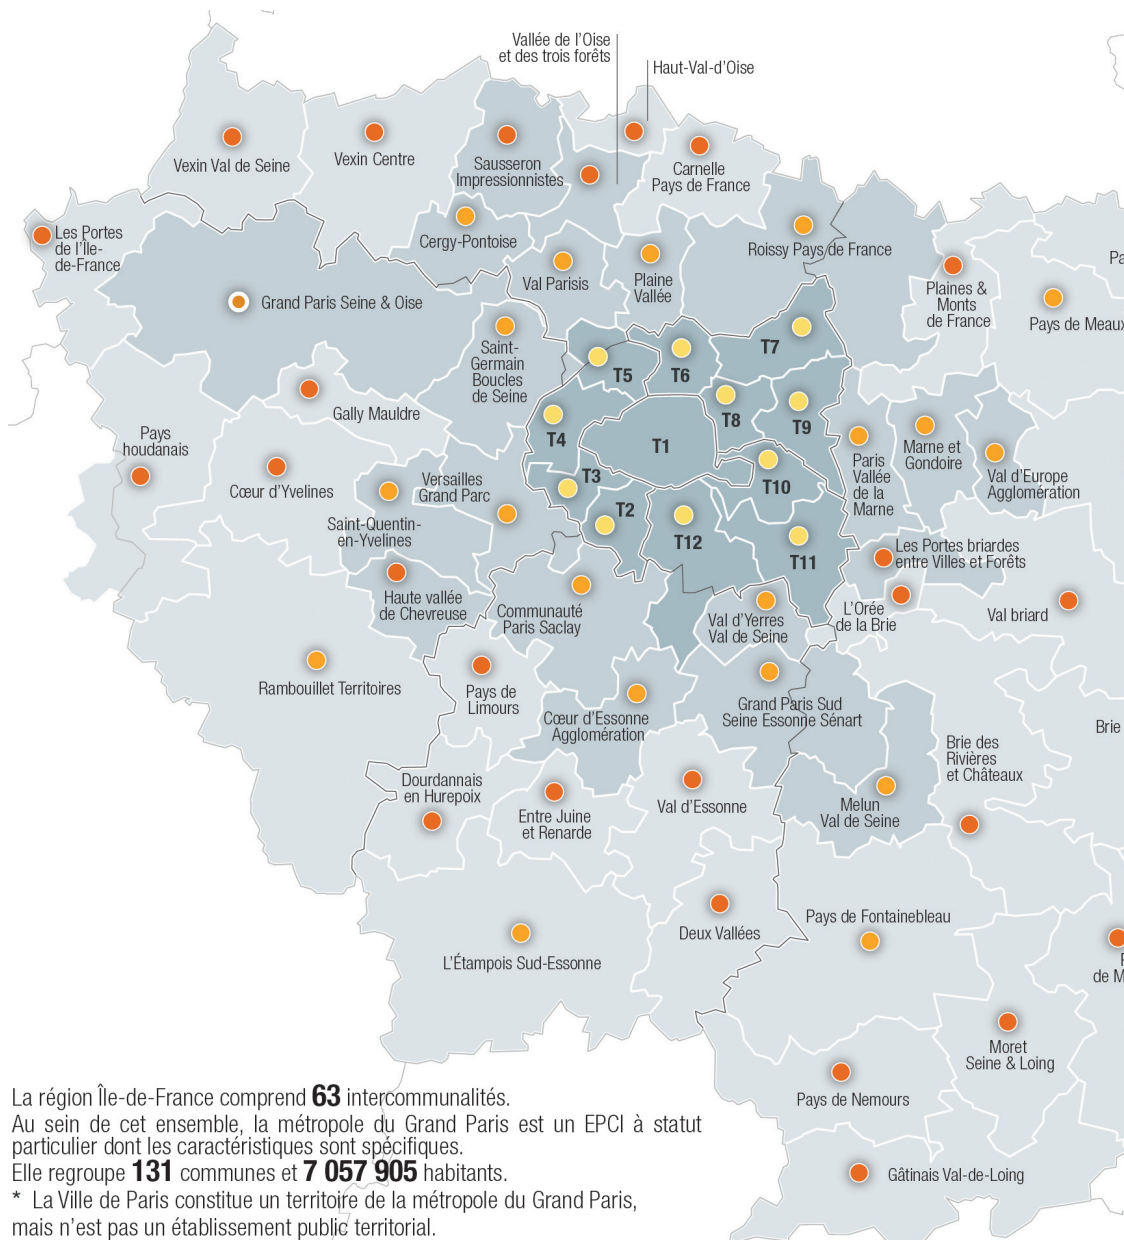 Vallée de l'Oise
et des trois forêts
Haut-Val-d'Oise
Vexin Val de Seine
Vexin Centre
Sausseron
Impressionnistes
Carnelle
Pays de France
Les Portes
de l'Île-
de-France
Cergy-Pontoise
Roissy Pays de France
Val Parisis
Plaine
Vallée
Plaines &
Monts
de France
Pa
Grand Paris Seine & Oise
Pays de Meaux
Saint-
Germain
Boucles
de Seine
T5
T6
T7
Gally Mauldre
T8
T9
T4
T1
Pays
houdanais
Marne et
Gondoire
Paris
Vallée
de la
Marne
Val d'Europe
Agglomération
Cœur d'Yvelines
Versailles
Grand Parc
T3
T10
Saint-Quentin-
en-Yvelines
T2
T12
T11
Les Portes briardes
entre Villes et Forêts
Haute vallée
de Chevreuse
Communauté
Paris Saclay
Val d'Yerres
Val de Seine
L'Orée
de la Brie
Val briard
Rambouillet Territoires
Pays de
Limours
Cœur d'Essonne
Agglomération
Grand Paris Sud
Seine Essonne Sénart
Brie
Brie des
Rivières
et Châteaux
Dourdannais
en Hurepoix
Entre Juine
et Renarde
Val d'Essonne
Melun
Val de Seine
Pays de Fontainebleau
Deux Vallées
L'Étampois Sud-Essonne
de M
Moret
Seine & Loing
Pays de Nemours
Gâtinais Val-de-Loing
La région Île-de-France comprend 63 intercommunalités.
Au sein de cet ensemble, la métropole du Grand Paris est un EPCI à statut
particulier dont les caractéristiques sont spécifiques.
Elle regroupe 131 communes et 7 057 905 habitants.
* La Ville de Paris constitue un territoire de la métropole du Grand Paris,
mais n'est pas un établissement public territorial.